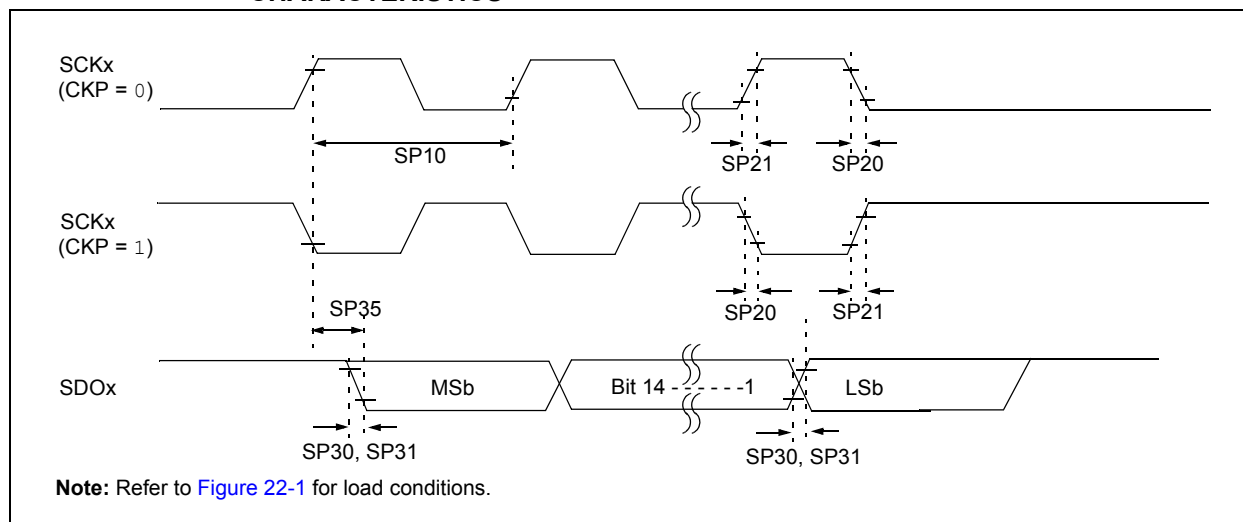 CHARACTERISTICS
SCKx
(CKP = 0)
SP10
SP21
SP20
SCKx
(CKP = 1)
SP35
SP20
SP21
SDOx
MSb
Bit 14 - - - - - -1
LSb
SP30, SP31
SP30, SP31
Note: Refer to Figure 22-1 for load conditions.